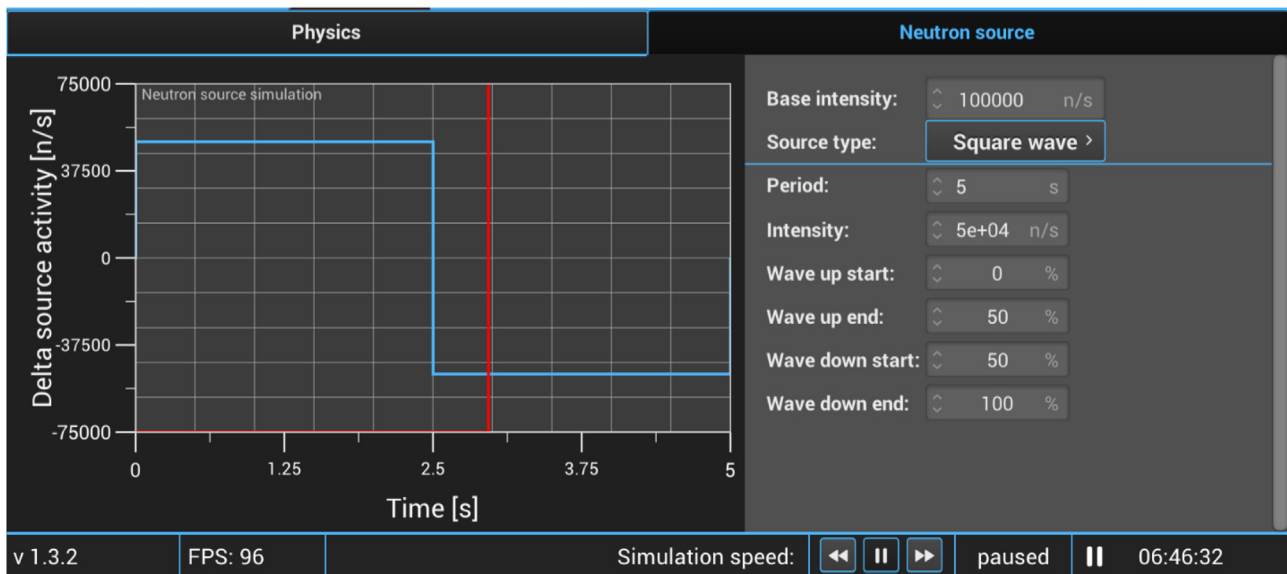 Physics
Neutron source
Neutron source simulation
Delta source activity [n/s]
75000
37500
0
-37500
-75000
0
1.25
2.5
3.75
5
Time [s]
Base intensity: 100000 n/s
Source type: Square wave
Period: 5 s
Intensity: 5e+04 n/s
Wave up start: 0 %
Wave up end: 50 %
Wave down start: 50 %
Wave down end: 100 %
v 1.3.2 FPS: 96 Simulation speed: paused 06:46:32